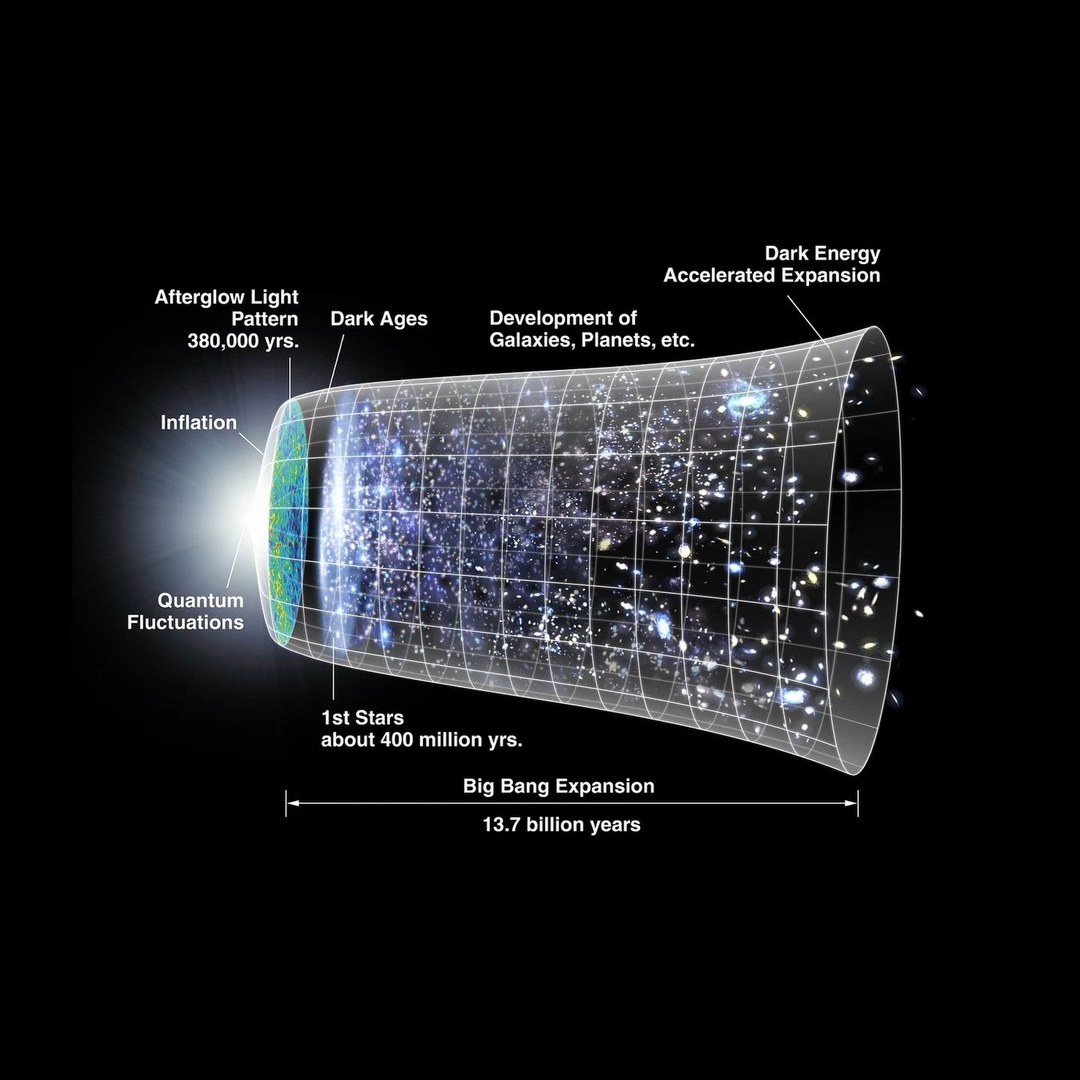 Dark Energy
Accelerated Expansion
Afterglow Light
Pattern
380,000 yrs.
Dark Ages
Development of
Galaxies, Planets, etc.
Inflation
Quantum
Fluctuations
1st Stars
about 400 million yrs.
Big Bang Expansion
13.7 billion years